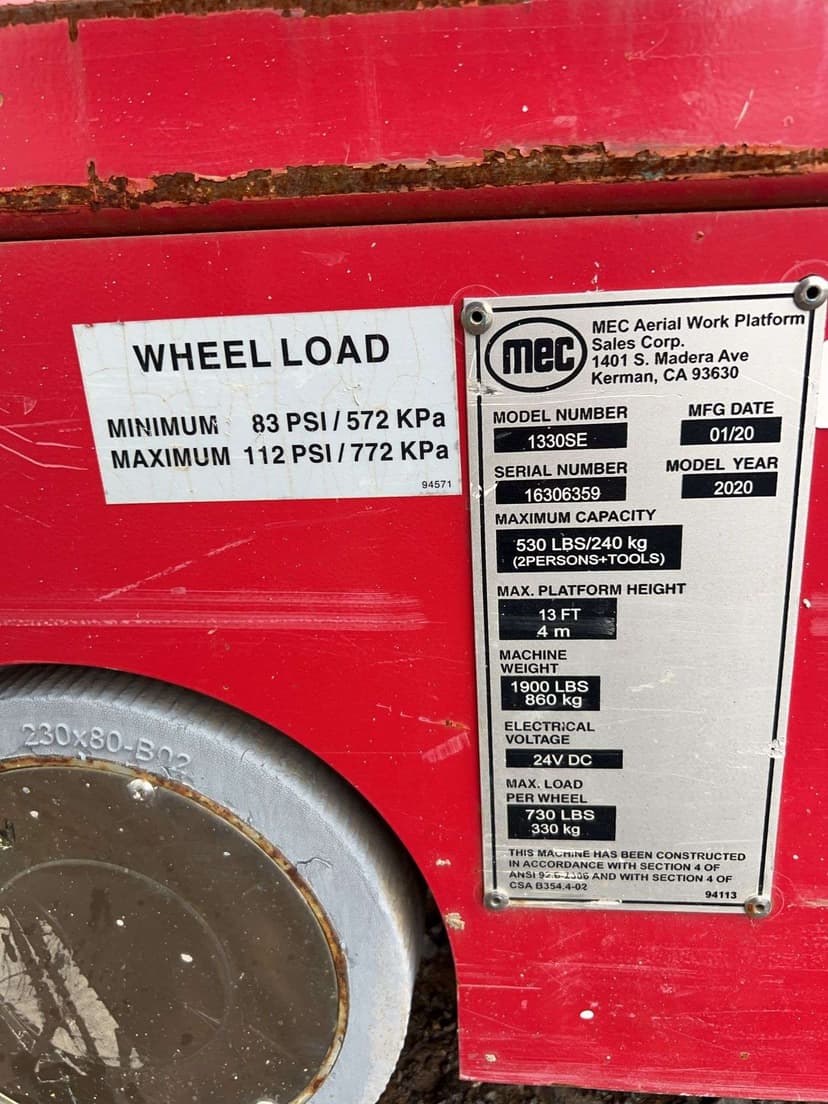 WHEEL LOAD
MINIMUM 83 PSI / 572 KPa
MAXIMUM 112 PSI / 772 KPa
94571
mec
MEC Aerial Work Platform
Sales Corp.
1401 S. Madera Ave
Kerman, CA 93630
MODEL NUMBER
1330SE
MFG DATE
01/20
SERIAL NUMBER
16306359
MODEL YEAR
2020
MAXIMUM CAPACITY
530 LBS/240 kg
(2PERSONS+TOOLS)
MAX. PLATFORM HEIGHT
13 FT
4 m
MACHINE
WEIGHT
1900 LBS
860 kg
ELECTRICAL
VOLTAGE
24V DC
MAX. LOAD
PER WHEEL
730 LBS
330 kg
THIS MACHINE HAS BEEN CONSTRUCTED
IN ACCORDANCE WITH SECTION 4 OF
ANSI 92.6-2006 AND WITH SECTION 4 OF
CSA B354.4-02
94113
230x80-B02